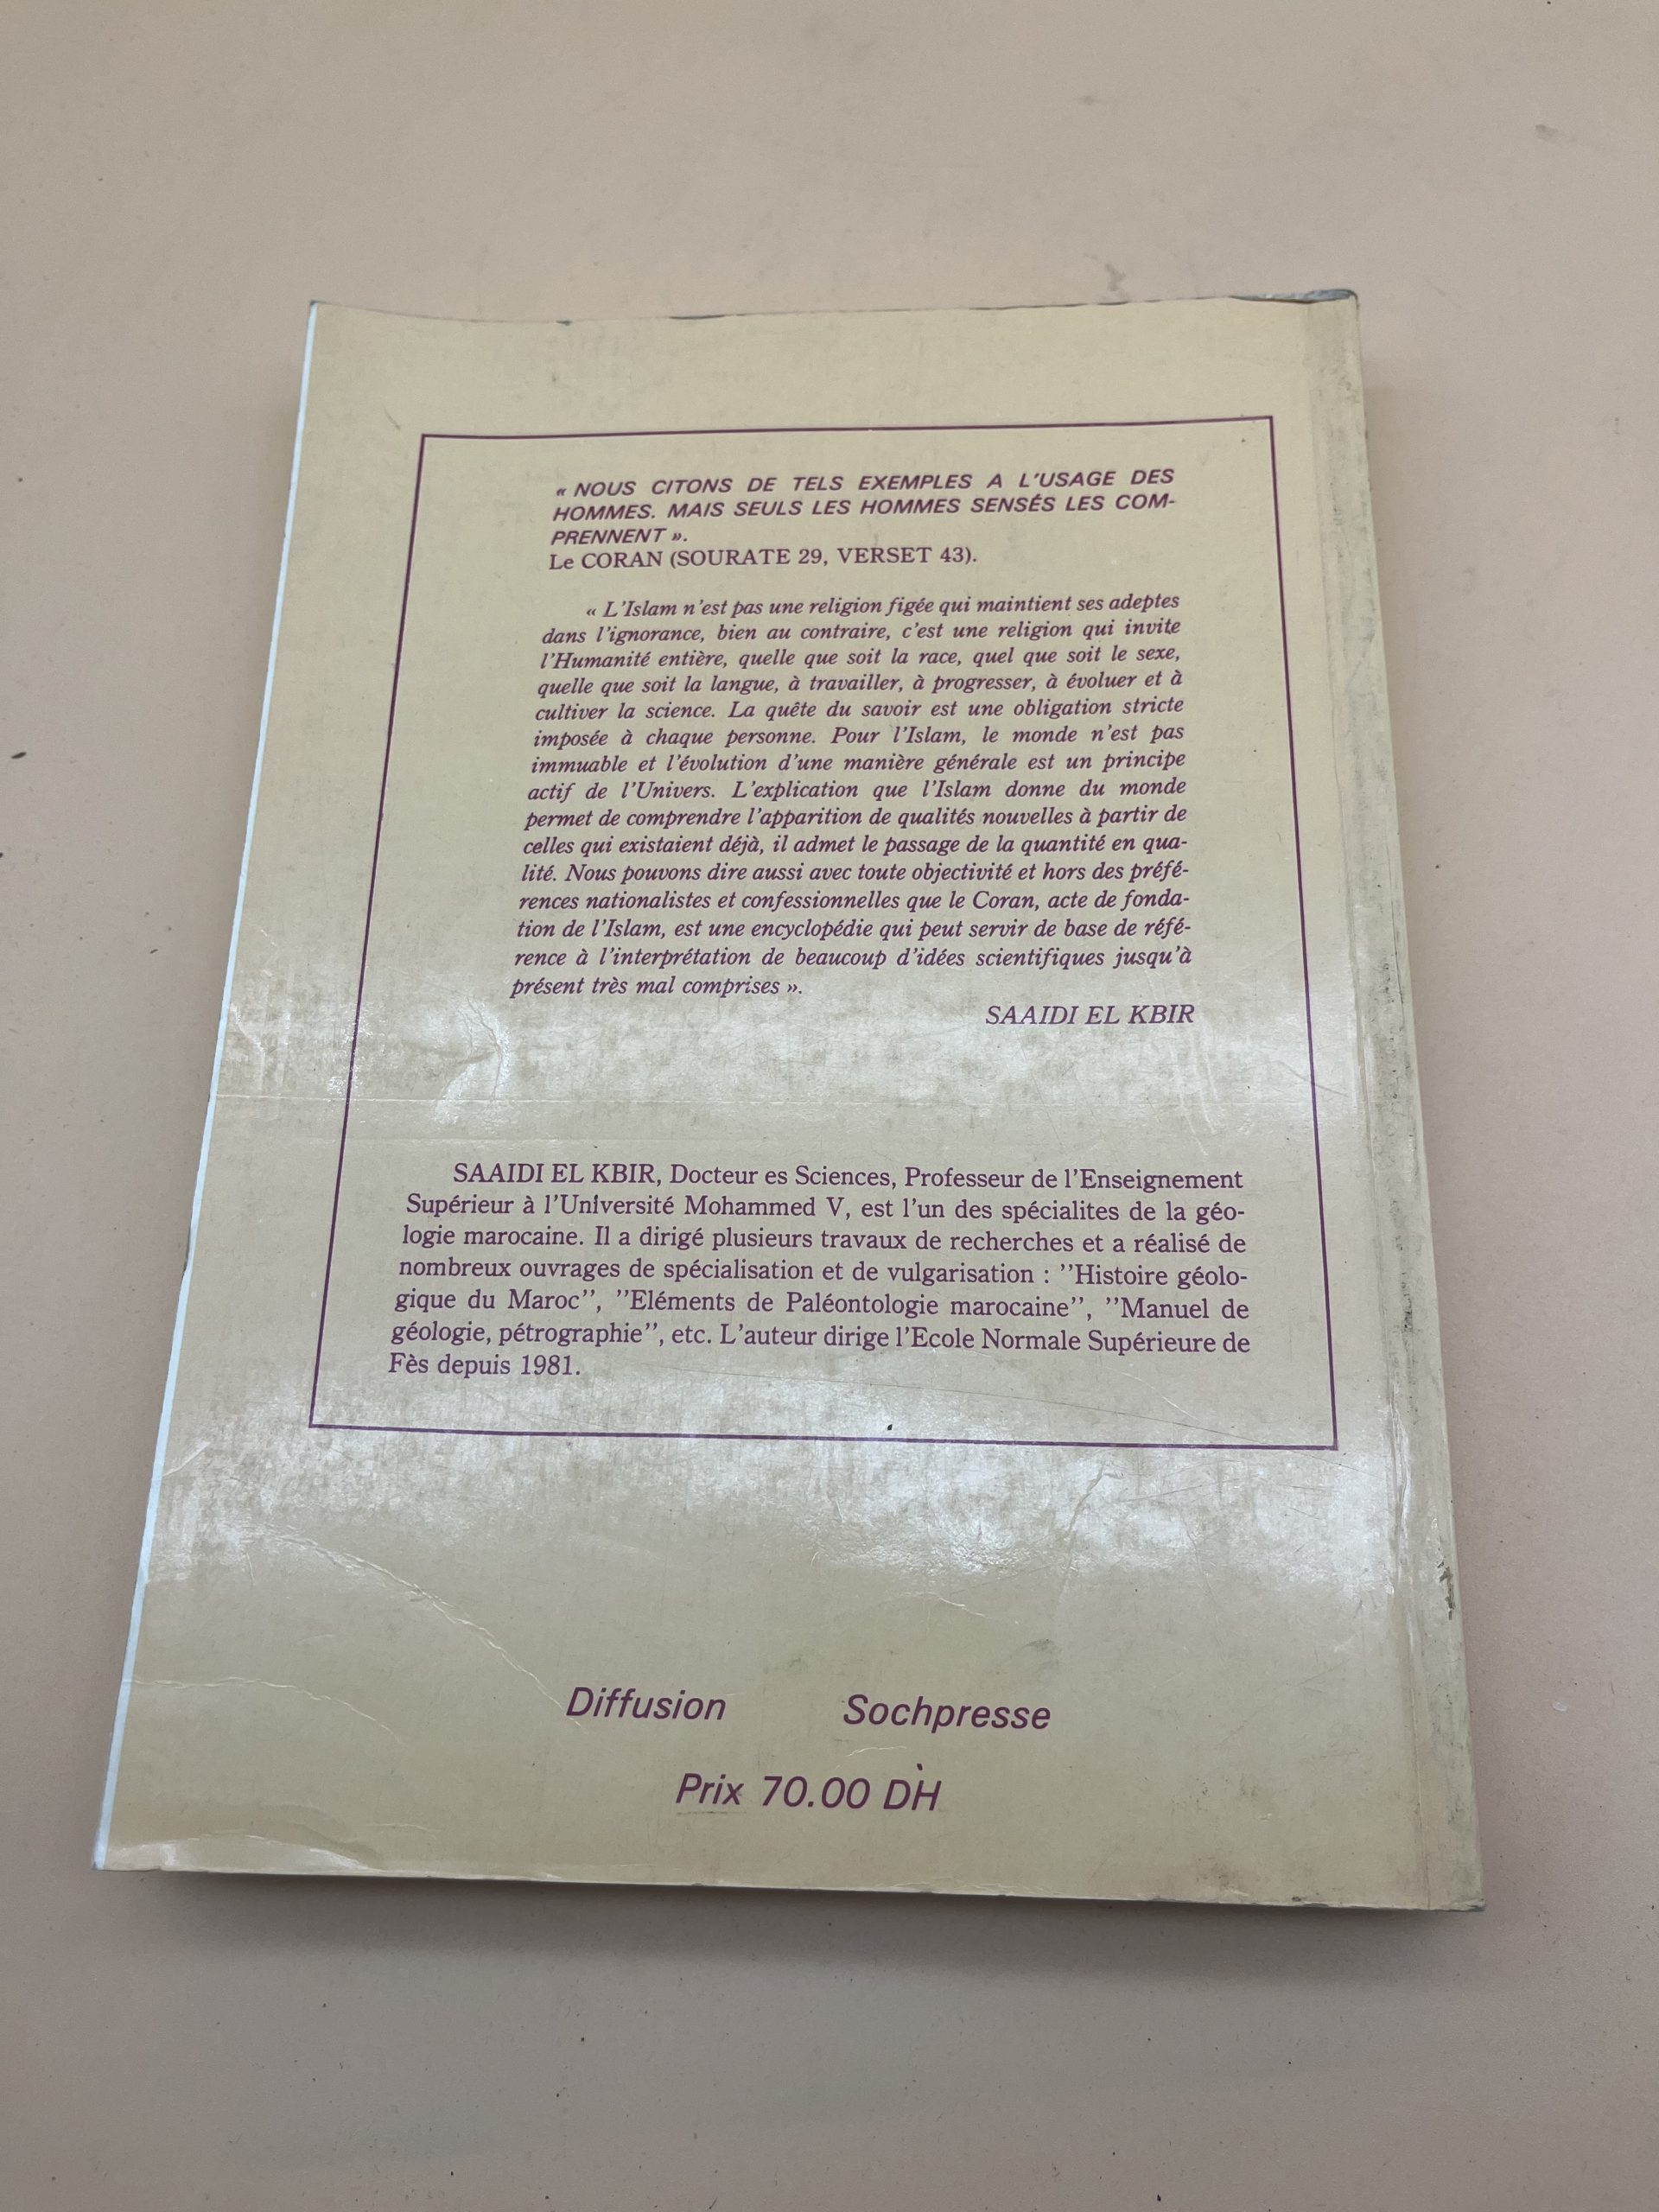 « NOUS CITONS DE TELS EXEMPLES A L'USAGE DES
HOMMES. MAIS SEULS LES HOMMES SENSÉS LES COM-
PRENNENT ».
Le CORAN (SOURATE 29, VERSET 43).
« L'Islam n'est pas une religion figée qui maintient ses adeptes
dans l'ignorance, bien au contraire, c'est une religion qui invite
l'Humanité entière, quelle que soit la race, quel que soit le sexe,
quelle que soit la langue, à travailler, à progresser, à évoluer et à
cultiver la science. La quête du savoir est une obligation stricte
imposée à chaque personne. Pour l'Islam, le monde n'est pas
immuable et l'évolution d'une manière générale est un principe
actif de l'Univers. L'explication que l'Islam donne du monde
permet de comprendre l'apparition de qualités nouvelles à partir de
celles qui existaient déjà, il admet le passage de la quantité en qua-
lité. Nous pouvons dire aussi avec toute objectivité et hors des préfé-
rences nationalistes et confessionnelles que le Coran, acte de fonda-
tion de l'Islam, est une encyclopédie qui peut servir de base de réfé-
rence à l'interprétation de beaucoup d'idées scientifiques jusqu'à
présent très mal comprises ».
SAAIDI EL KBIR
SAAIDI EL KBIR, Docteur es Sciences, Professeur de l'Enseignement
Supérieur à l'Université Mohammed V, est l'un des spécialites de la géo-
logie marocaine. Il a dirigé plusieurs travaux de recherches et a réalisé de
nombreux ouvrages de spécialisation et de vulgarisation : ''Histoire géolo-
gique du Maroc'', ''Eléments de Paléontologie marocaine'', ''Manuel de
géologie, pétrographie'', etc. L'auteur dirige l'Ecole Normale Supérieure de
Fès depuis 1981.
Diffusion Sochpresse
Prix 70.00 DH